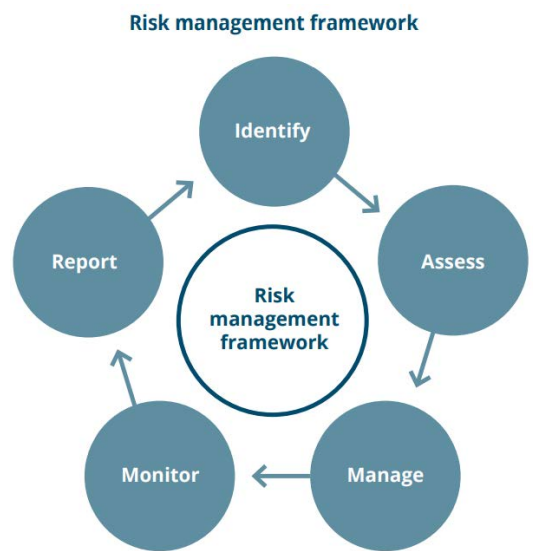 Risk management framework
Identify
Assess
Manage
Monitor
Report
Risk
management
framework